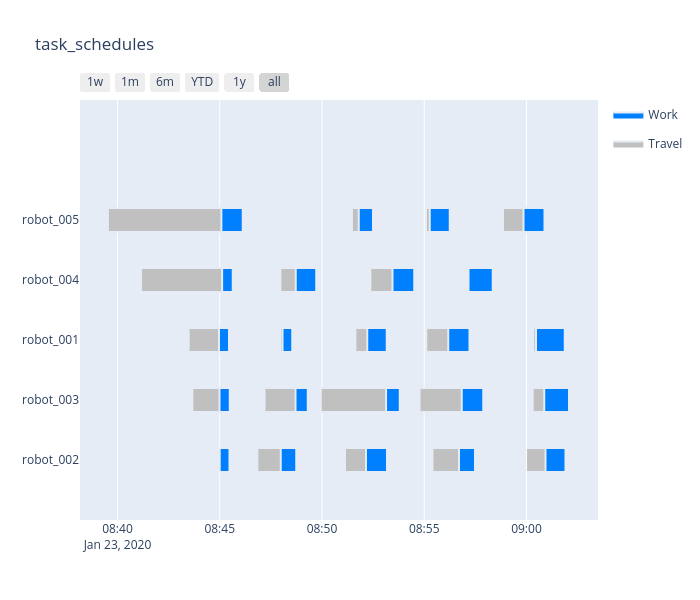 task_schedules
1w 1m 6m YTD 1y all
Work
Travel
robot_005
robot_004
robot_001
robot_003
robot_002
08:40 08:45 08:50 08:55 09:00
Jan 23, 2020